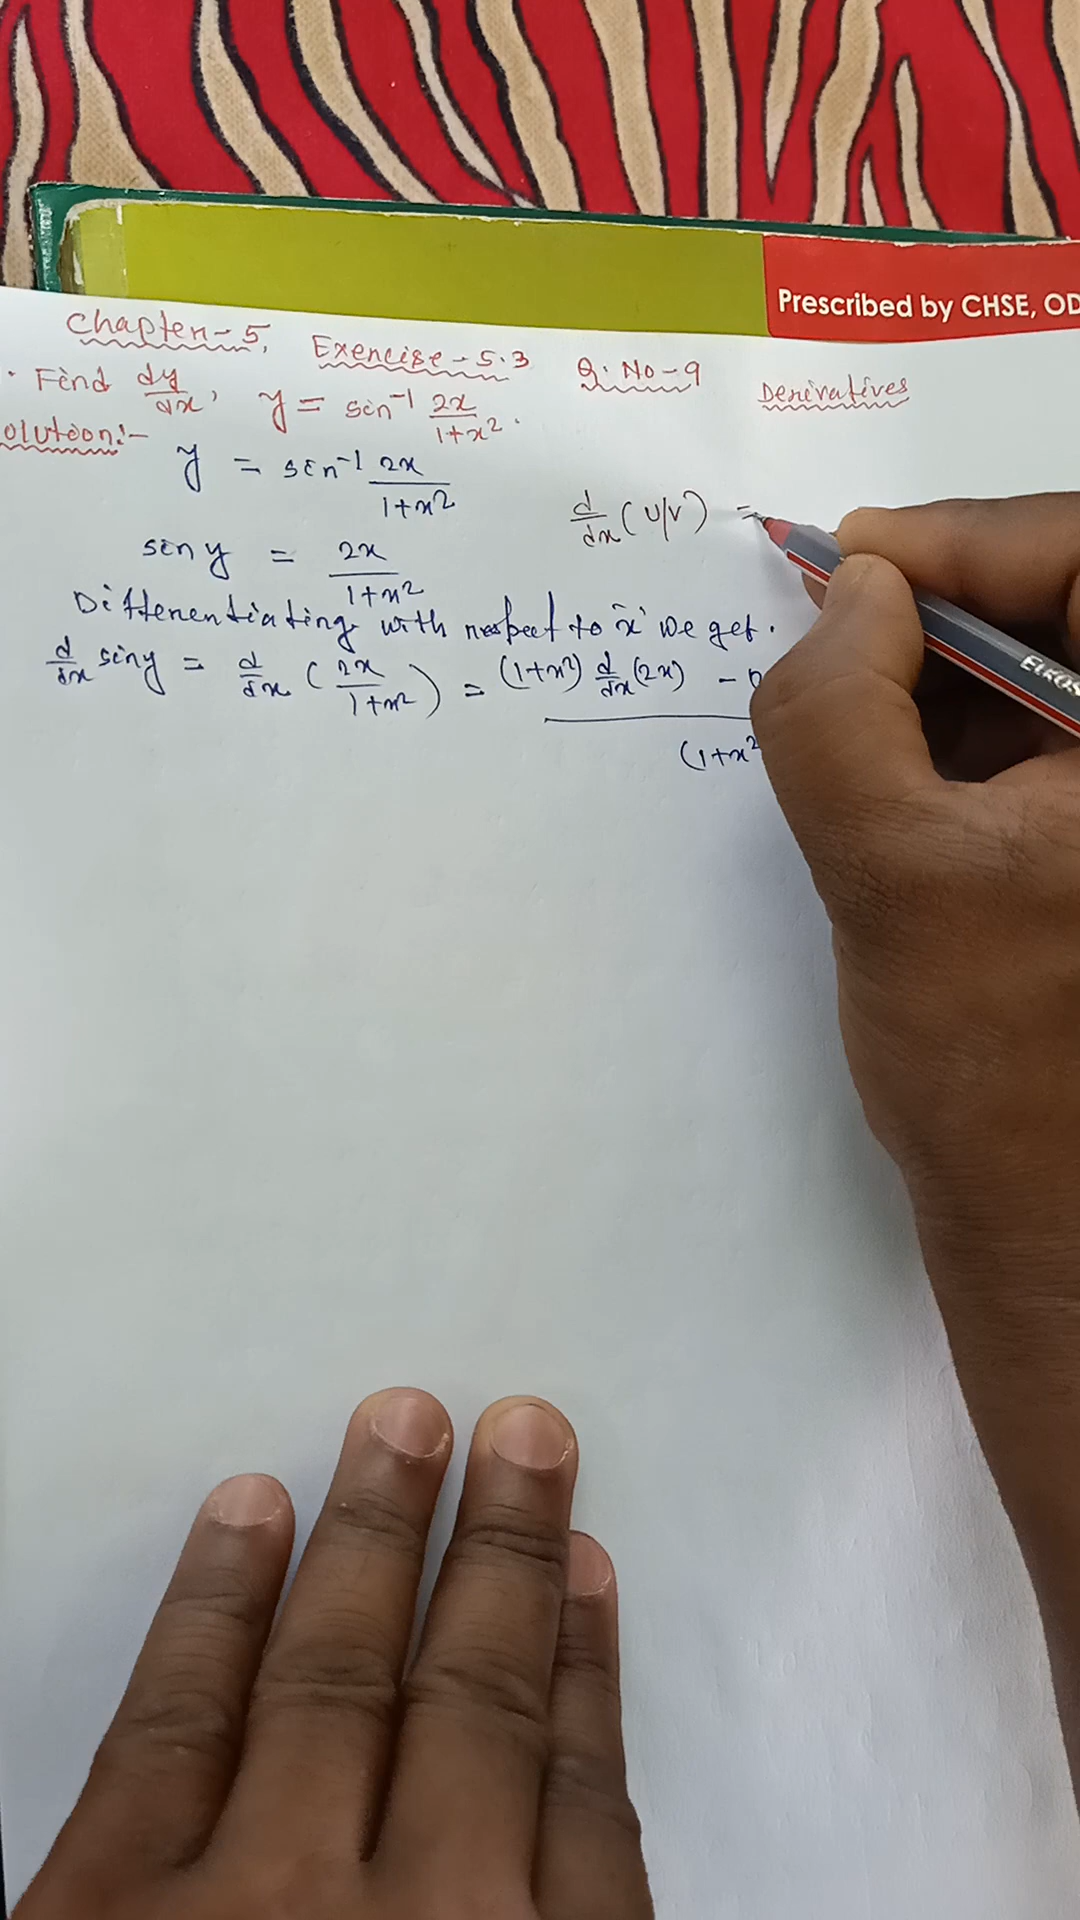 Prescribed by CHSE, OD
Chapter-5, Exercise-5.3 Q. No-9 Derivatives
. Find dy/dx, y = sin⁻¹ 2x/1+x².
olution:-
y = sin⁻¹ 2x/1+x²
d/dx (U/V) =
sin y = 2x/1+x²
Differentiating with respect to 'x' we get.
d/dx sin y = d/dx (2x/1+x²) = (1+x²) d/dx (2x) - / (1+x²
ELKOS